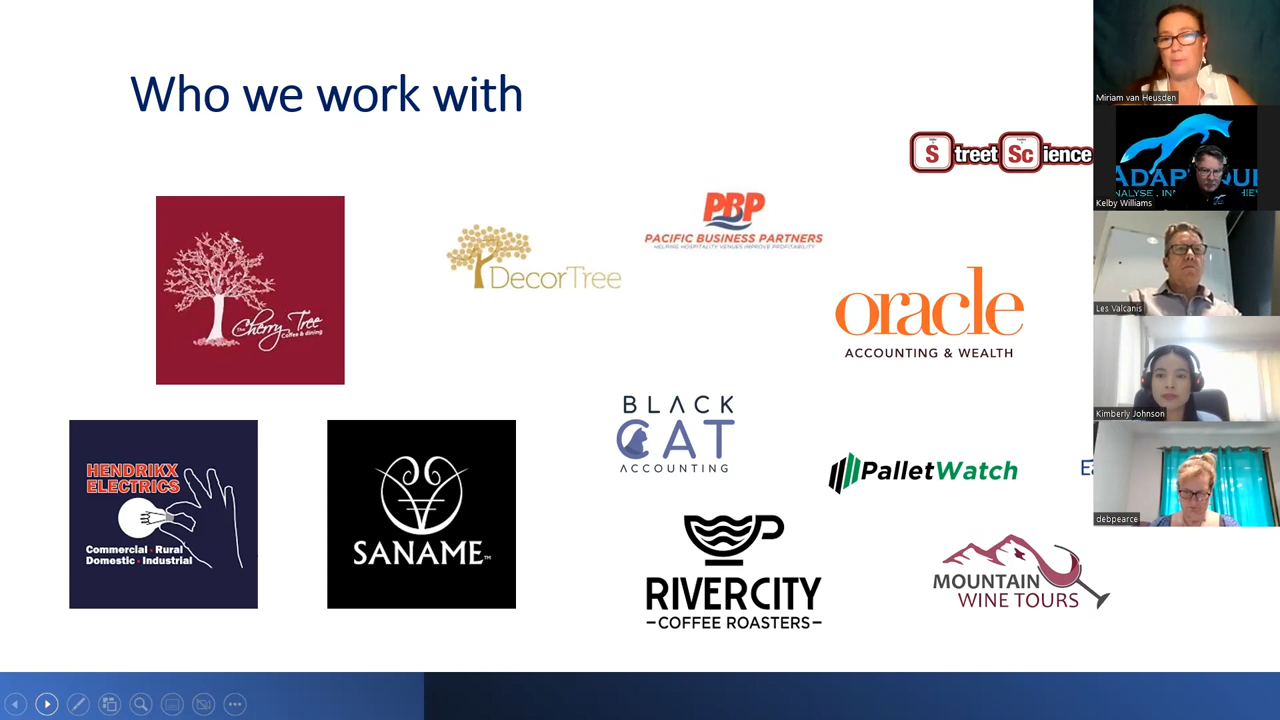 Who we work with
Street Science
The Cherry Tree
Coffee & dining
DecorTree
PBP
PACIFIC BUSINESS PARTNERS
HELPING HOSPITALITY VENUES IMPROVE PROFITABILITY
oracle
ACCOUNTING & WEALTH
HENDRIKX
ELECTRICS
Commercial • Rural
Domestic • Industrial
SANAME™
BLACK
CAT
ACCOUNTING
PalletWatch
Ea
RIVERCITY
–COFFEE ROASTERS–
MOUNTAIN
WINE TOURS
Miriam van Heusden
Kelby Williams
Les Valcanis
Kimberly Johnson
debpearce